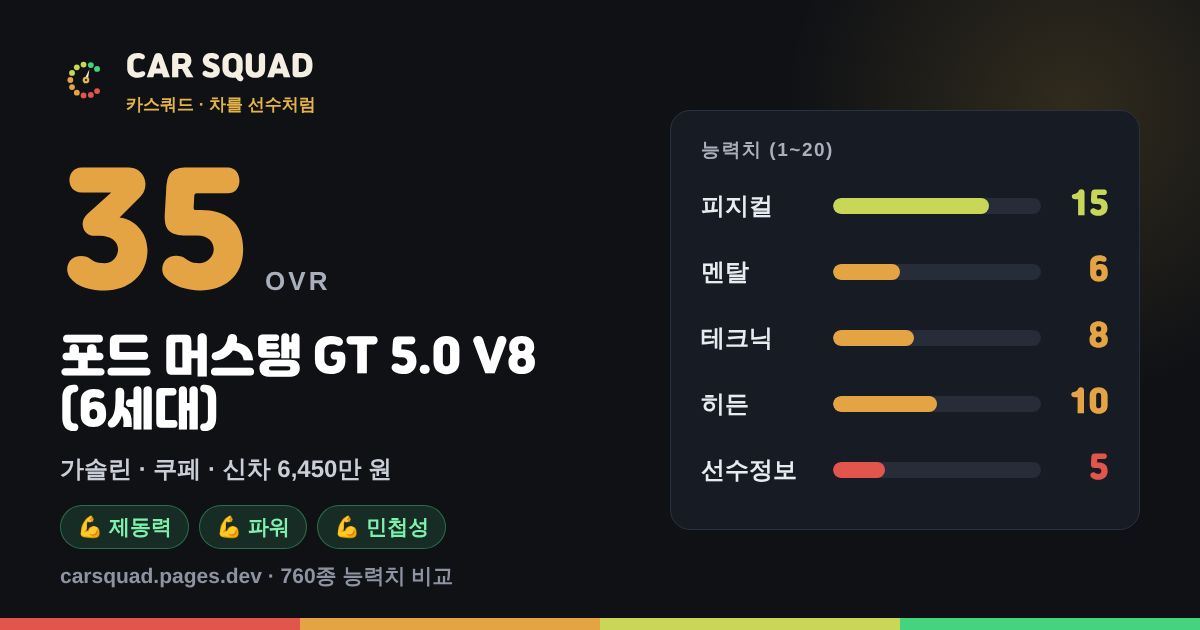 CAR SQUAD
카스쿼드 · 차를 선수처럼
35 OVR
포드 머스탱 GT 5.0 V8
(6세대)
가솔린 · 쿠페 · 신차 6,450만 원
💪 제동력 💪 파워 💪 민첩성
carsquad.pages.dev · 760종 능력치 비교
능력치 (1~20)
피지컬 15
멘탈 6
테크닉 8
히든 10
선수정보 5